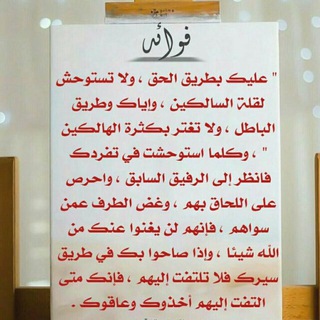 فوائد
" عليك بطريق الحق ، ولا تستوحش
لقلة السالكين ، وإياك وطريق
الباطل ، ولا تغتر بكثرة الهالكين
" ، وكلما استوحشت في تفردك
فانظر إلى الرفيق السابق ، واحرص
على اللحاق بهم ، وغض الطرف عمن
سواهم ، فإنهم لن يغنوا عنك من
الله شيئا ، وإذا صاحوا بك في طريق
سيرك فلا تلتفت إليهم ، فإنك متى
التفت إليهم أخذوك وعاقوك .